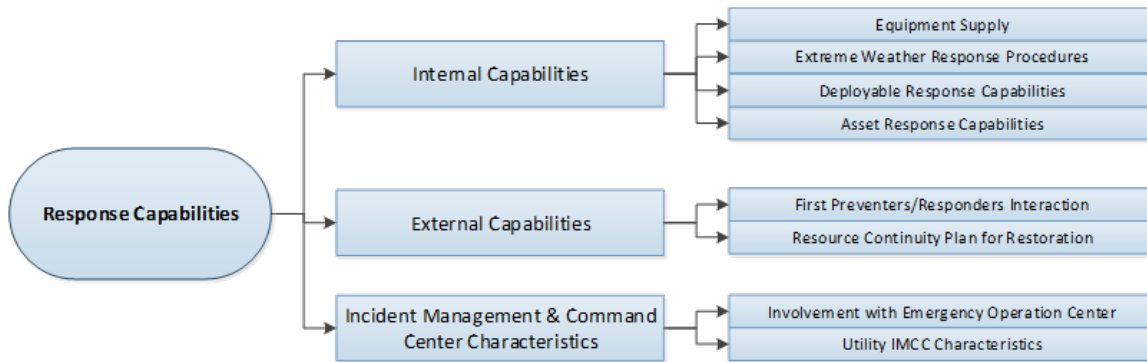 Response Capabilities
Internal Capabilities
Equipment Supply
Extreme Weather Response Procedures
Deployable Response Capabilities
Asset Response Capabilities
External Capabilities
First Preventers/Responders Interaction
Resource Continuity Plan for Restoration
Incident Management & Command
Center Characteristics
Involvement with Emergency Operation Center
Utility IMCC Characteristics